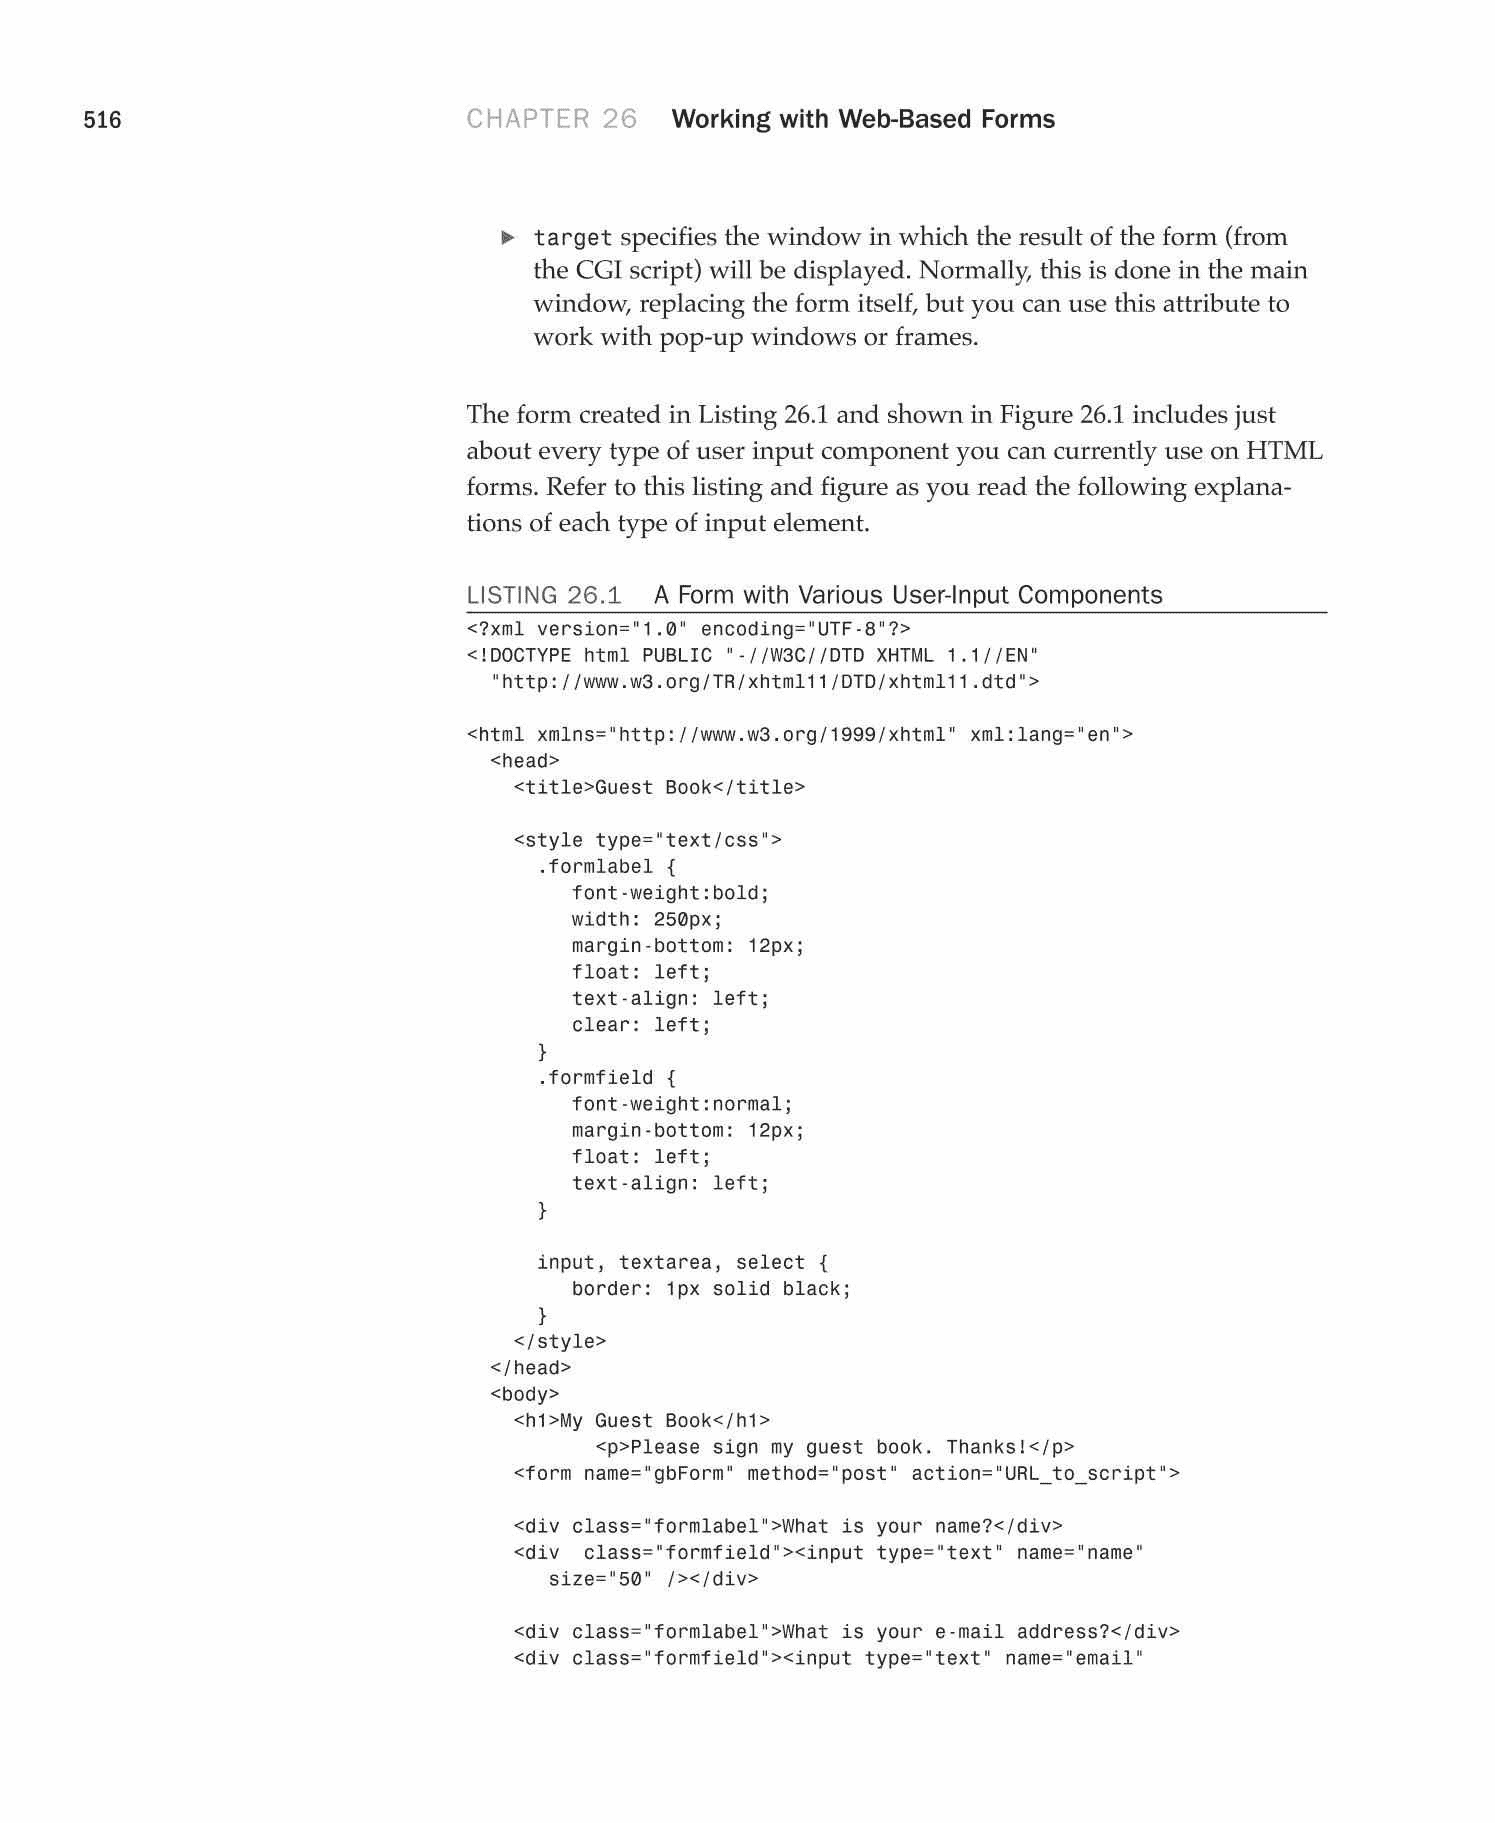 516
CHAPTER 26 Working with Web-Based Forms
▶ target specifies the window in which the result of the form (from
the CGI script) will be displayed. Normally, this is done in the main
window, replacing the form itself, but you can use this attribute to
work with pop-up windows or frames.
The form created in Listing 26.1 and shown in Figure 26.1 includes just
about every type of user input component you can currently use on HTML
forms. Refer to this listing and figure as you read the following explana-
tions of each type of input element.
LISTING 26.1 A Form with Various User-Input Components
<?xml version="1.0" encoding="UTF-8"?>
<!DOCTYPE html PUBLIC "-//W3C//DTD XHTML 1.1//EN"
  "http://www.w3.org/TR/xhtml11/DTD/xhtml11.dtd">
<html xmlns="http://www.w3.org/1999/xhtml" xml:lang="en">
  <head>
    <title>Guest Book</title>
    <style type="text/css">
      .formlabel {
         font-weight:bold;
         width: 250px;
         margin-bottom: 12px;
         float: left;
         text-align: left;
         clear: left;
      }
      .formfield {
         font-weight:normal;
         margin-bottom: 12px;
         float: left;
         text-align: left;
      }
      input, textarea, select {
         border: 1px solid black;
      }
    </style>
  </head>
  <body>
    <h1>My Guest Book</h1>
           <p>Please sign my guest book. Thanks!</p>
    <form name="gbForm" method="post" action="URL_to_script">
    <div class="formlabel">What is your name?</div>
    <div  class="formfield"><input type="text" name="name"
       size="50" /></div>
    <div class="formlabel">What is your e-mail address?</div>
    <div class="formfield"><input type="text" name="email"